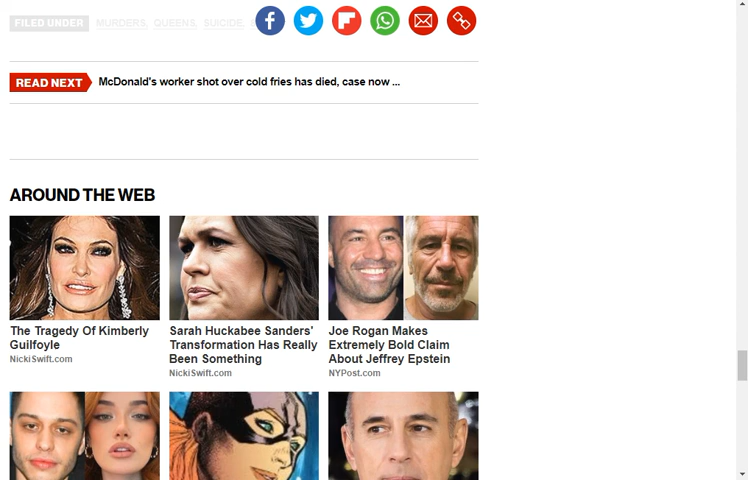 FILED UNDER MURDERS, QUEENS, SUICIDE,
READ NEXT McDonald's worker shot over cold fries has died, case now ...
AROUND THE WEB
The Tragedy Of Kimberly
Guilfoyle
NickiSwift.com
Sarah Huckabee Sanders'
Transformation Has Really
Been Something
NickiSwift.com
Joe Rogan Makes
Extremely Bold Claim
About Jeffrey Epstein
NYPost.com